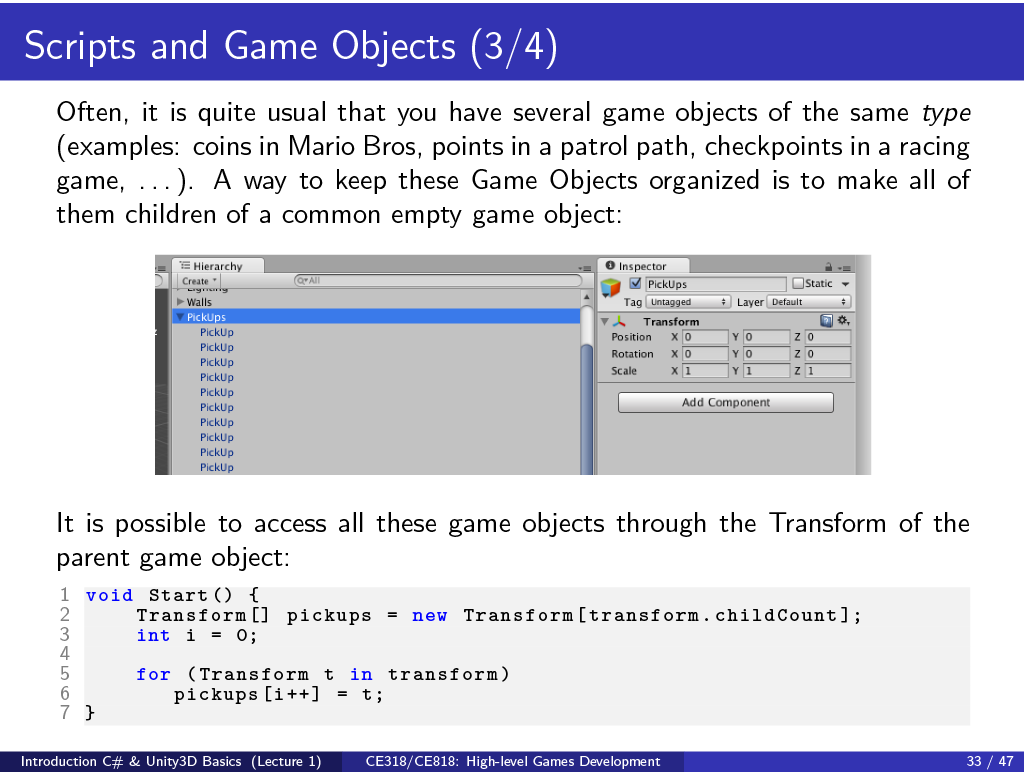 Scripts and Game Objects (3/4)
Often, it is quite usual that you have several game objects of the same type
(examples: coins in Mario Bros, points in a patrol path, checkpoints in a racing
game, . . . ). A way to keep these Game Objects organized is to make all of
them children of a common empty game object:
Hierarchy
Create
All
Lighting
Walls
PickUps
PickUp
PickUp
PickUp
PickUp
PickUp
PickUp
PickUp
PickUp
PickUp
PickUp
Inspector
PickUps Static
Tag Untagged Layer Default
Transform
Position X 0 Y 0 Z 0
Rotation X 0 Y 0 Z 0
Scale X 1 Y 1 Z 1
Add Component
It is possible to access all these game objects through the Transform of the
parent game object:
1 void Start() {
2 Transform[] pickups = new Transform[transform.childCount];
3 int i = 0;
4
5 for (Transform t in transform)
6 pickups[i++] = t;
7 }
Introduction C# & Unity3D Basics (Lecture 1) CE318/CE818: High-level Games Development 33 / 47